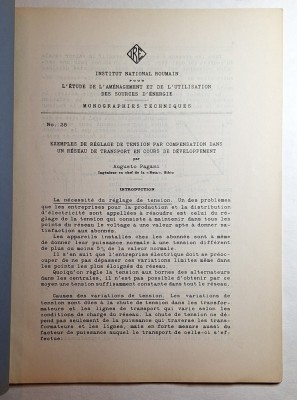 IRE
INSTITUT NATIONAL ROUMAIN
POUR
L'ÉTUDE DE L'AMÉNAGEMENT ET DE L'UTILISATION
DES SOURCES D'ÉNERGIE
MONOGRAPHIES TECHNIQUES
No. 28
EXEMPLES DE RÉGLAGE DE TENSION PAR COMPENSATION DANS
UN RÉSEAU DE TRANSPORT EN COURS DE DÉVELOPPEMENT
par
Augusto Pagani
Ingénieur en chef de la
INTRODUCTION
La nécessité du réglage de tension. Un des problèmes
que les entreprises pour la production et la distribution
d'électricité sont appelées à résoudre est celui du ré-
glage de la tension qui consiste à maintenir dans tous les
points du réseau le voltage à une valeur apte à donner sa-
tisfaction aux abonnés.
Les appareils installés chez les abonnés sont à même
de donner leur puissance normale à une tension différent
de plus ou moins 5% de la valeur normale.
Il s'en suit que l'entreprise électrique doit se préoc-
cuper de ne pas dépasser ces variations limites même dans
les points les plus éloignés du réseau.
Quoiqu'on règle la tension aux bornes des alternateurs
dans les centrales, il n'est pas possible d'obtenir par ce
moyen une tension suffisamment constante dans tout le réseau.
Causes des variations de tension. Les variations de
tension sont dûes à la chute de tension dans les transfor-
mateurs et les lignes de transport qui varie selon les
conditions de charge du réseau. La chute de tension ne dé-
pend pas seulement de la puissance qui traverse les trans-
formateurs et les lignes, mais en forte mesure aussi du
facteur de puissance auquel le transport de celle-ci s'ef-
fectue.